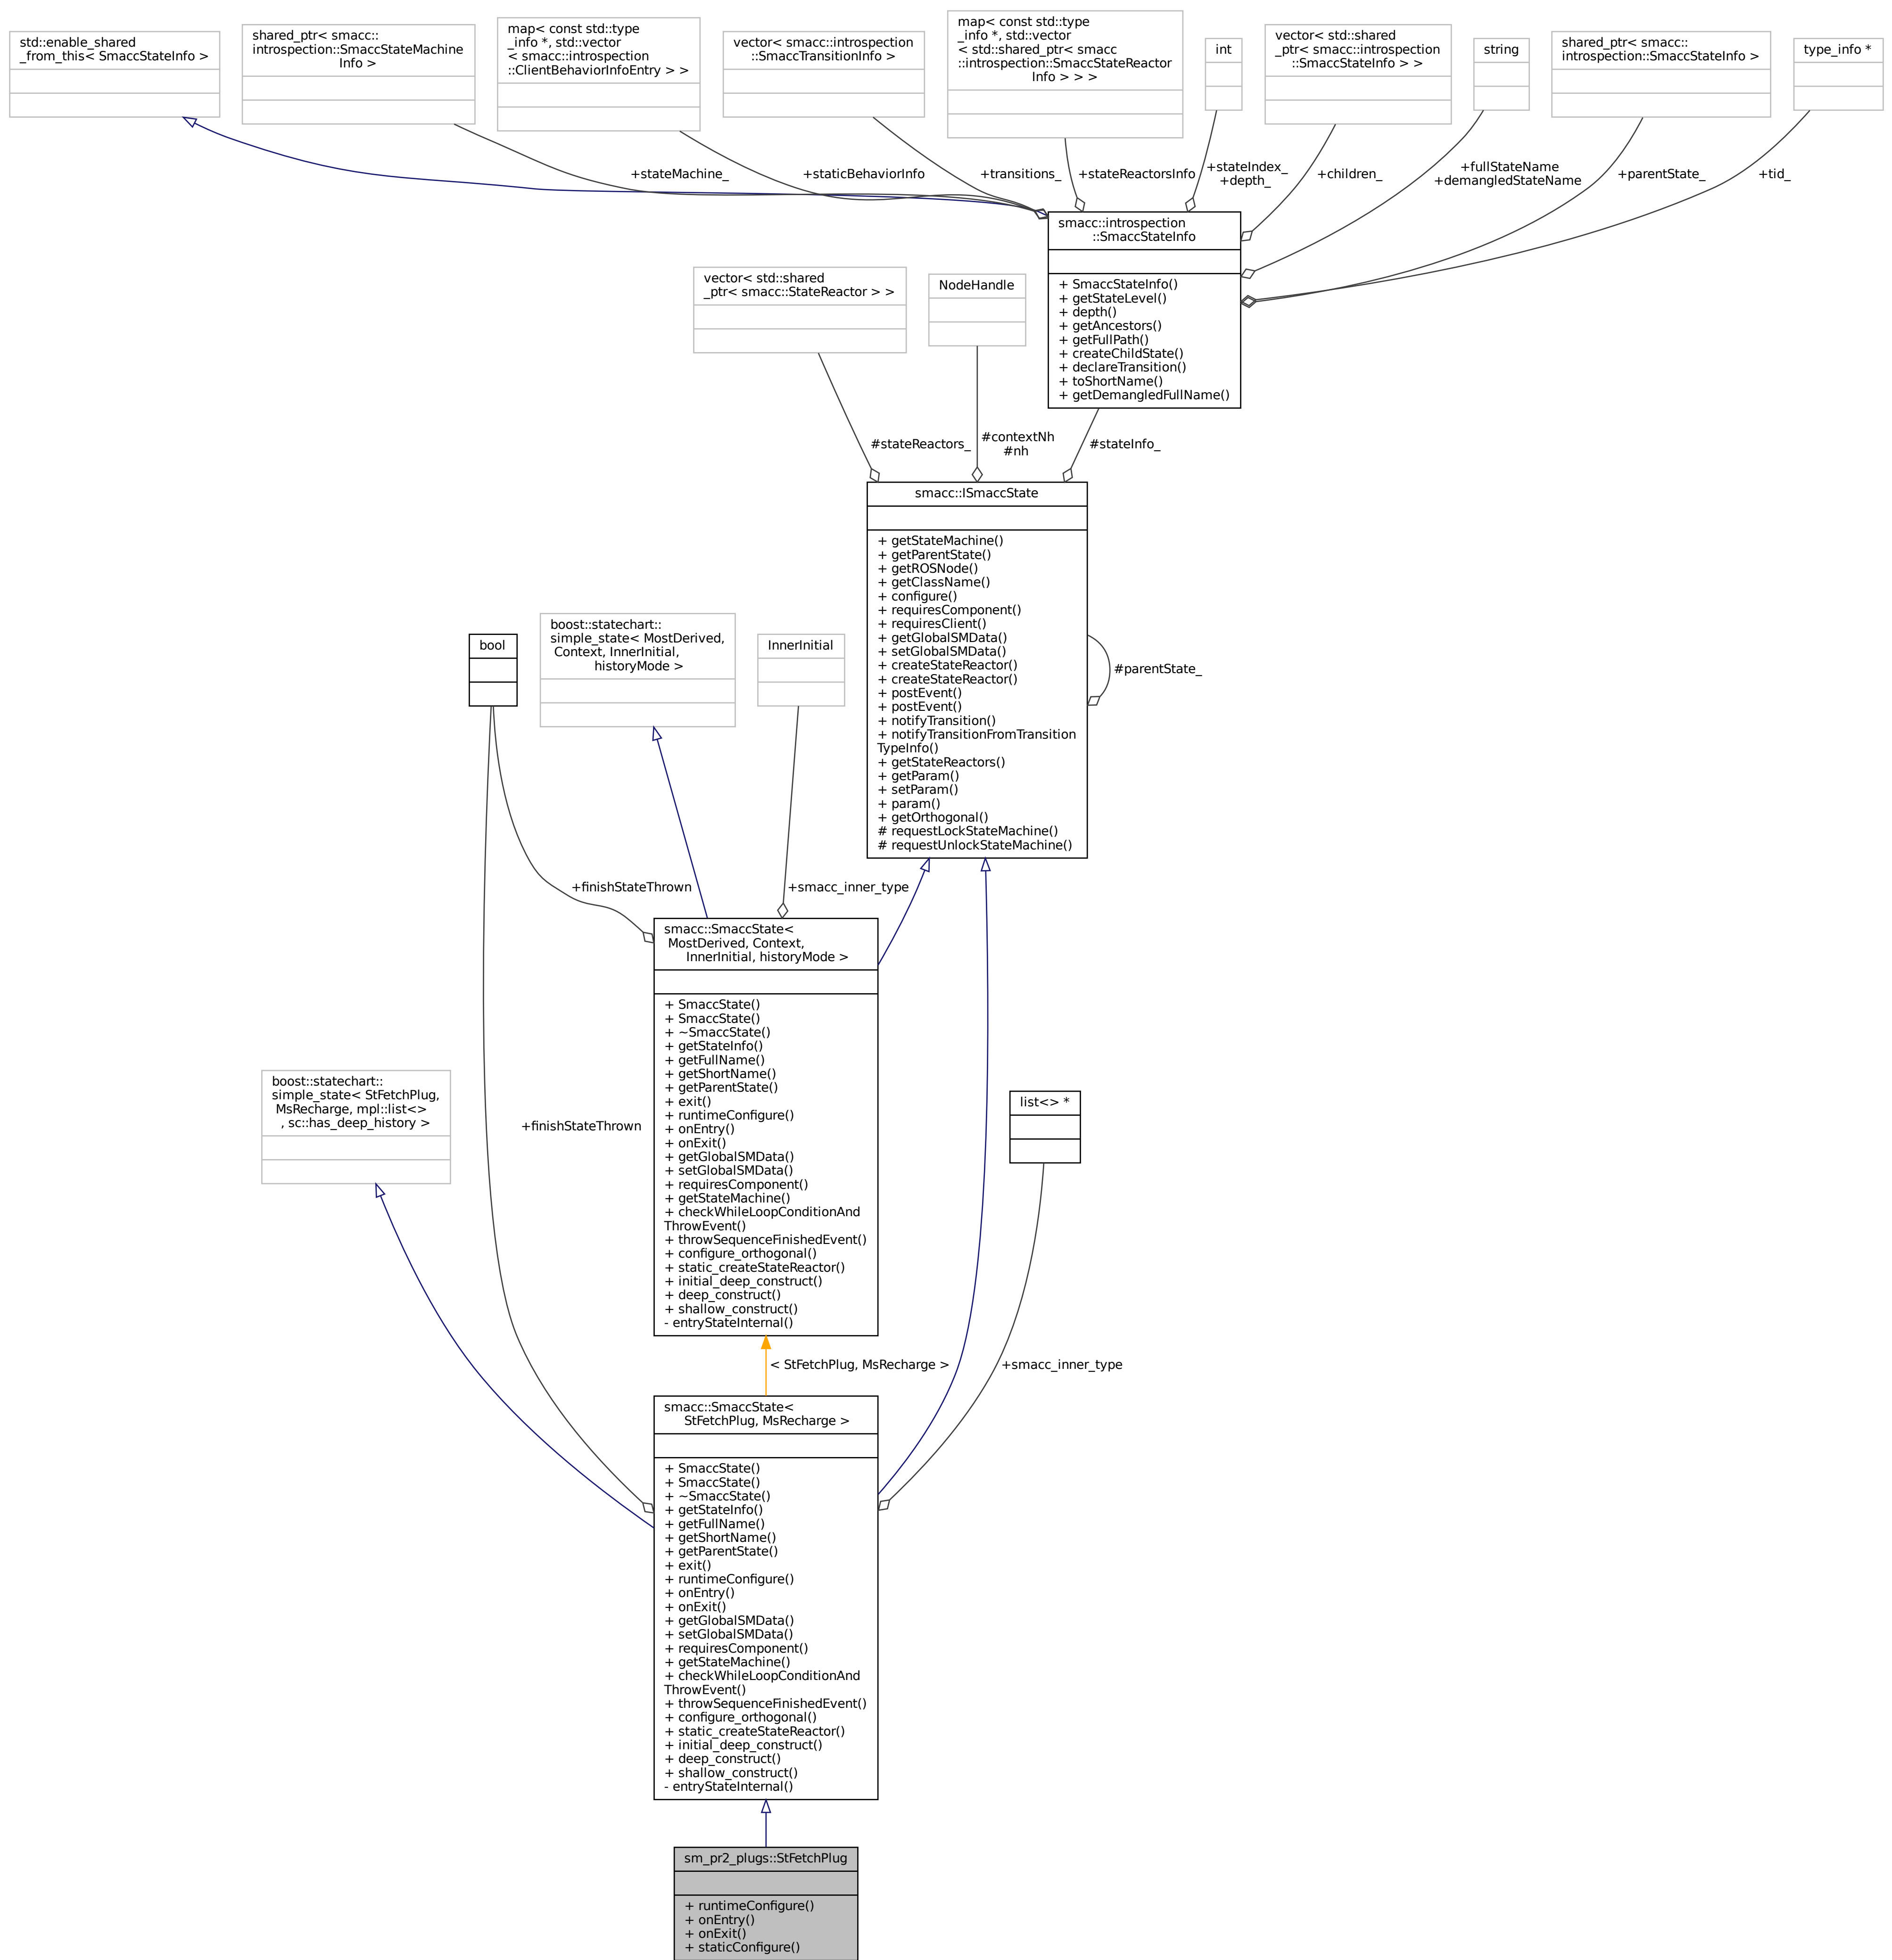 std::enable_shared
_from_this< SmaccStateInfo >
shared_ptr< smacc::
introspection::SmaccStateMachine
Info >
map< const std::type
_info *, std::vector
< smacc::introspection
::ClientBehaviorInfoEntry > >
vector< smacc::introspection
::SmaccTransitionInfo >
map< const std::type
_info *, std::vector
< std::shared_ptr< smacc
::introspection::SmaccStateReactor
Info > > >
int
vector< std::shared
_ptr< smacc::introspection
::SmaccStateInfo > >
string
shared_ptr< smacc::
introspection::SmaccStateInfo >
type_info *
+stateMachine_
+staticBehaviorInfo
+transitions_
+stateReactorsInfo
+stateIndex_
+depth_
+children_
+fullStateName
+demangledStateName
+parentState_
+tid_
smacc::introspection
::SmaccStateInfo
+ SmaccStateInfo()
+ getStateLevel()
+ depth()
+ getAncestors()
+ getFullPath()
+ createChildState()
+ declareTransition()
+ toShortName()
+ getDemangledFullName()
vector< std::shared
_ptr< smacc::StateReactor > >
NodeHandle
#stateReactors_
#contextNh
#nh
#stateInfo_
smacc::ISmaccState
+ getStateMachine()
+ getParentState()
+ getROSNode()
+ getClassName()
+ configure()
+ requiresComponent()
+ requiresClient()
+ getGlobalSMData()
+ setGlobalSMData()
+ createStateReactor()
+ createStateReactor()
+ postEvent()
+ postEvent()
+ notifyTransition()
+ notifyTransitionFromTransition
TypeInfo()
+ getStateReactors()
+ getParam()
+ setParam()
+ param()
+ getOrthogonal()
# requestLockStateMachine()
# requestUnlockStateMachine()
#parentState_
bool
boost::statechart::
simple_state< MostDerived,
Context, InnerInitial,
historyMode >
InnerInitial
+finishStateThrown
+smacc_inner_type
smacc::SmaccState<
MostDerived, Context,
InnerInitial, historyMode >
+ SmaccState()
+ SmaccState()
+ ~SmaccState()
+ getStateInfo()
+ getFullName()
+ getShortName()
+ getParentState()
+ exit()
+ runtimeConfigure()
+ onEntry()
+ onExit()
+ getGlobalSMData()
+ setGlobalSMData()
+ requiresComponent()
+ getStateMachine()
+ checkWhileLoopConditionAnd
ThrowEvent()
+ throwSequenceFinishedEvent()
+ configure_orthogonal()
+ static_createStateReactor()
+ initial_deep_construct()
+ deep_construct()
+ shallow_construct()
- entryStateInternal()
boost::statechart::
simple_state< StFetchPlug,
MsRecharge, mpl::list<>
, sc::has_deep_history >
+finishStateThrown
list<> *
< StFetchPlug, MsRecharge >
+smacc_inner_type
smacc::SmaccState<
StFetchPlug, MsRecharge >
+ SmaccState()
+ SmaccState()
+ ~SmaccState()
+ getStateInfo()
+ getFullName()
+ getShortName()
+ getParentState()
+ exit()
+ runtimeConfigure()
+ onEntry()
+ onExit()
+ getGlobalSMData()
+ setGlobalSMData()
+ requiresComponent()
+ getStateMachine()
+ checkWhileLoopConditionAnd
ThrowEvent()
+ throwSequenceFinishedEvent()
+ configure_orthogonal()
+ static_createStateReactor()
+ initial_deep_construct()
+ deep_construct()
+ shallow_construct()
- entryStateInternal()
sm_pr2_plugs::StFetchPlug
+ runtimeConfigure()
+ onEntry()
+ onExit()
+ staticConfigure()